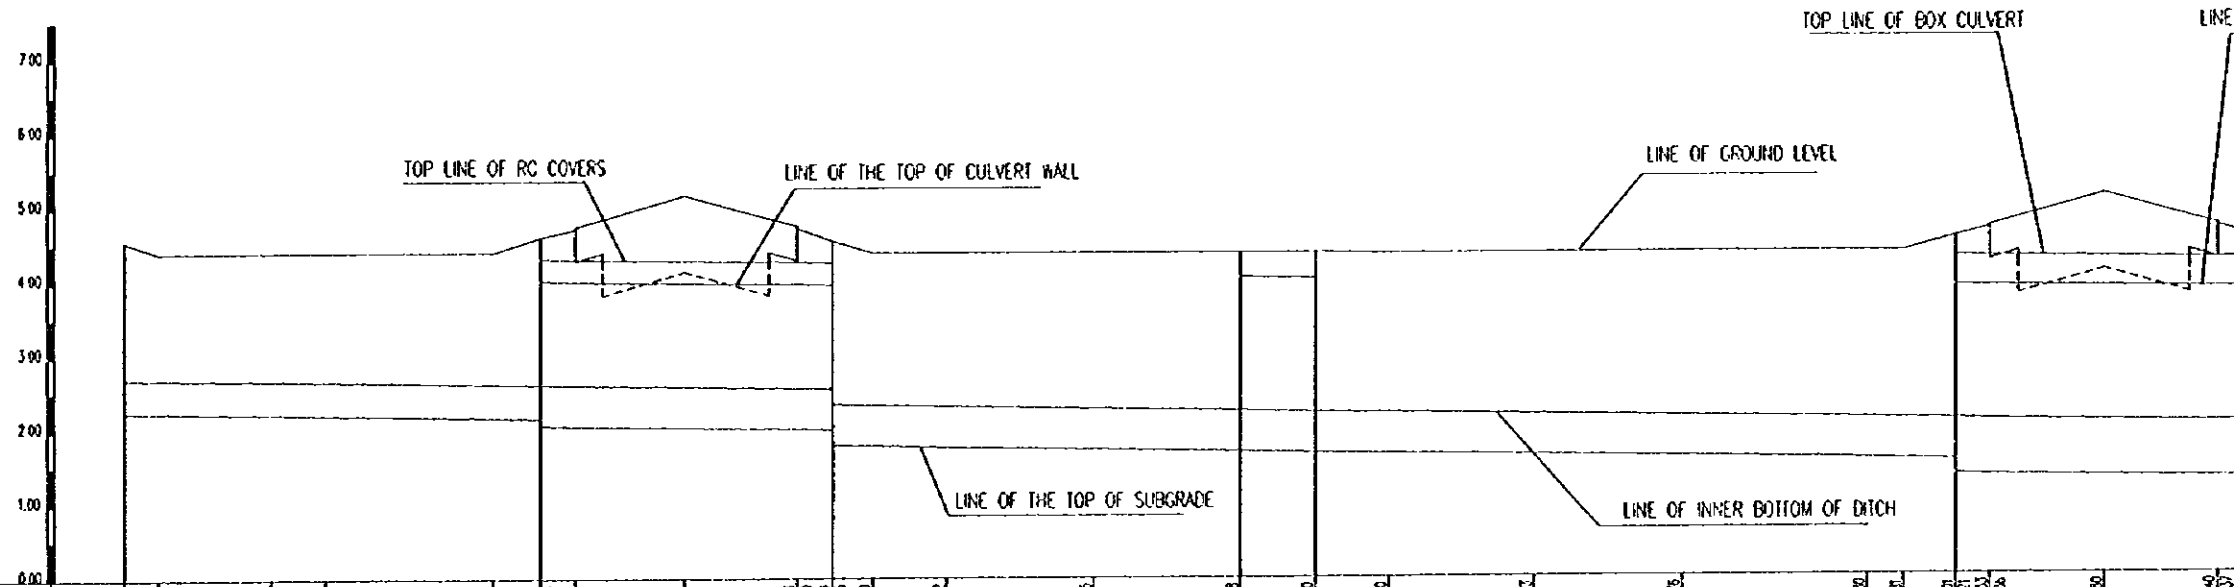 TOP LINE OF BOX CULVERT
LINE
7.00
6.00
TOP LINE OF RC COVERS
LINE OF THE TOP OF CULVERT WALL
LINE OF GROUND LEVEL
5.00
4.00
3.00
2.00
1.00
LINE OF THE TOP OF SUBGRADE
LINE OF INNER BOTTOM OF DITCH
0.00